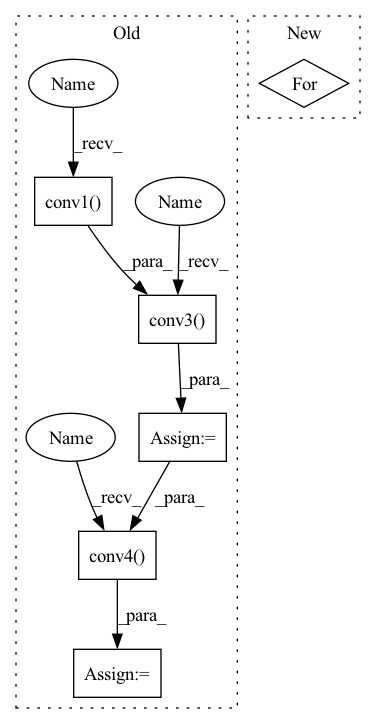 Old
New
Name
For
_recv_
conv1()
Name
_para_
_recv_
conv3()
_para_
Name
Assign:=
_recv_
_para_
conv4()
_para_
Assign:=